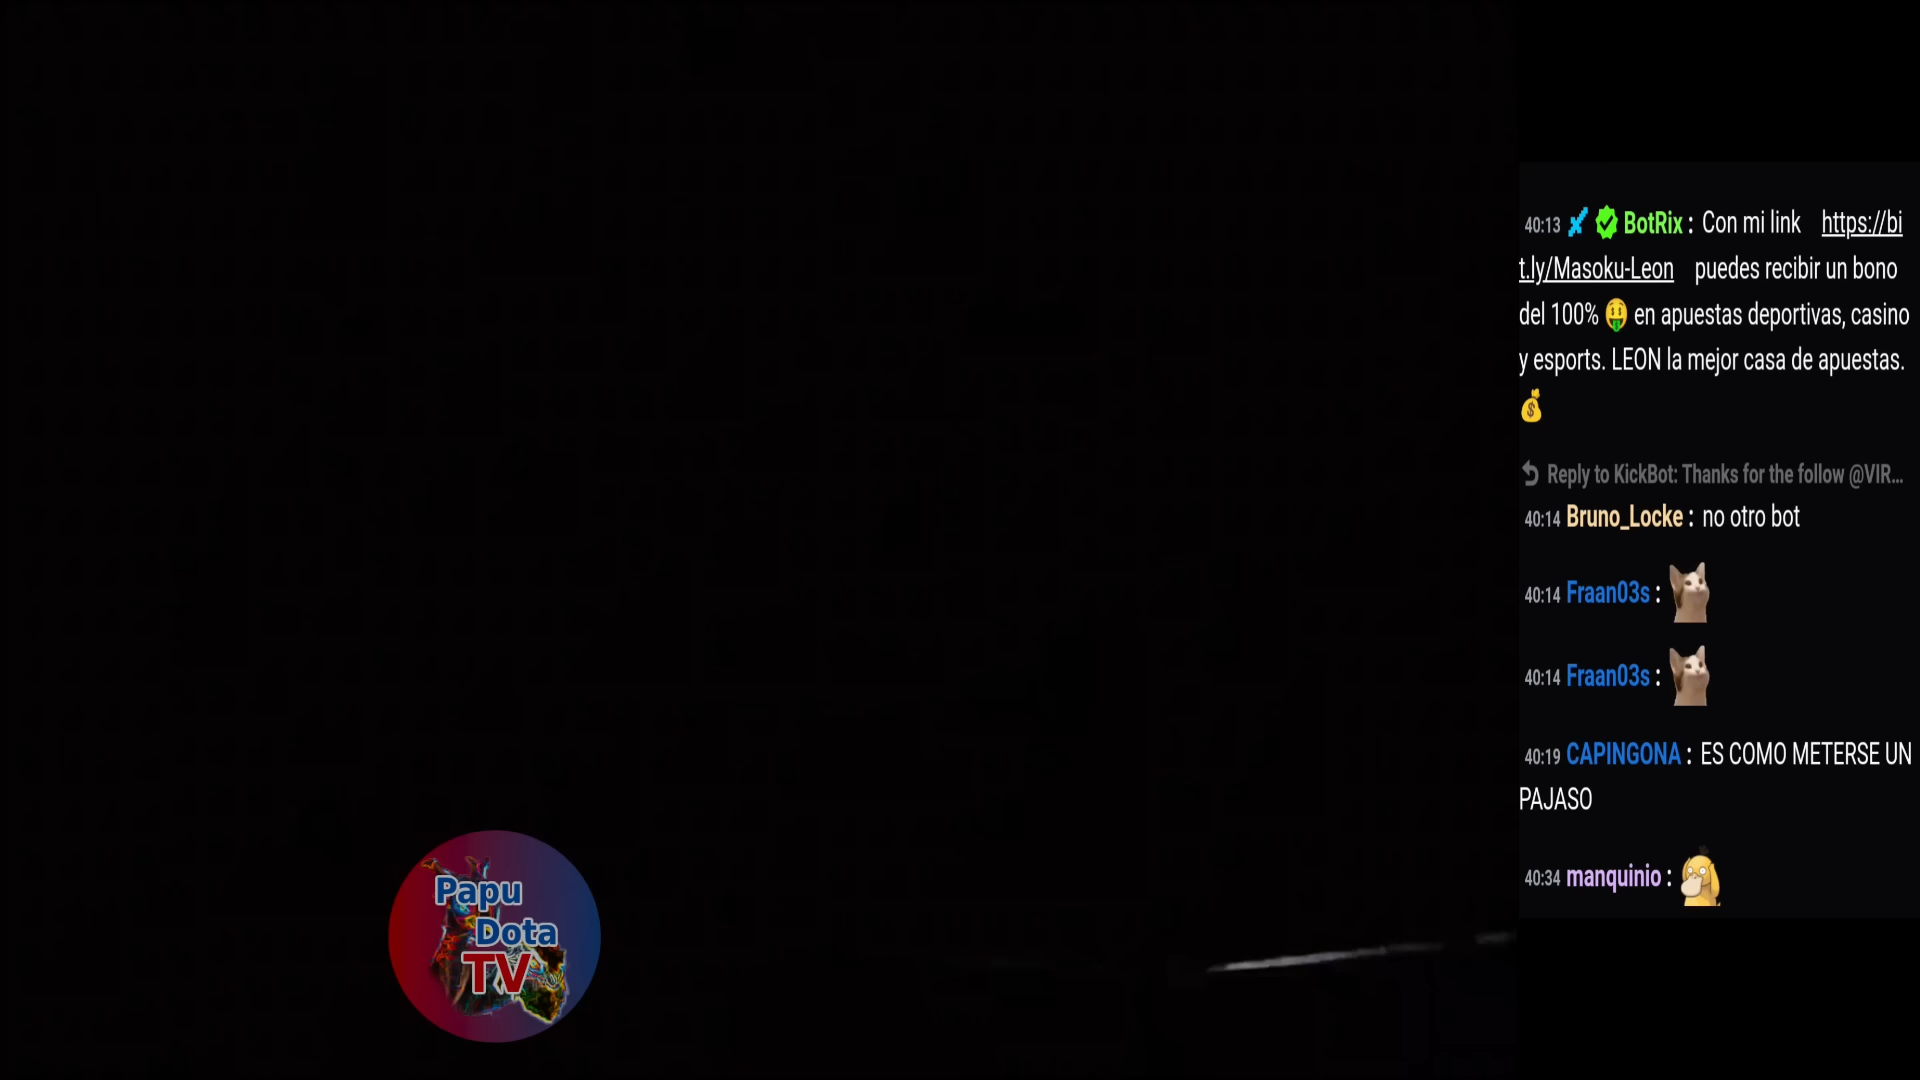 40:13 BotRix : Con mi link https://bi
t.ly/Masoku-Leon puedes recibir un bono
del 100% 🤑 en apuestas deportivas, casino
y esports. LEON la mejor casa de apuestas.
💰
Reply to KickBot: Thanks for the follow @VIR...
40:14 Bruno_Locke : no otro bot
40:14 Fraan03s :
40:14 Fraan03s :
40:19 CAPINGONA : ES COMO METERSE UN
PAJASO
40:34 manquinio :
Papu
Dota
TV